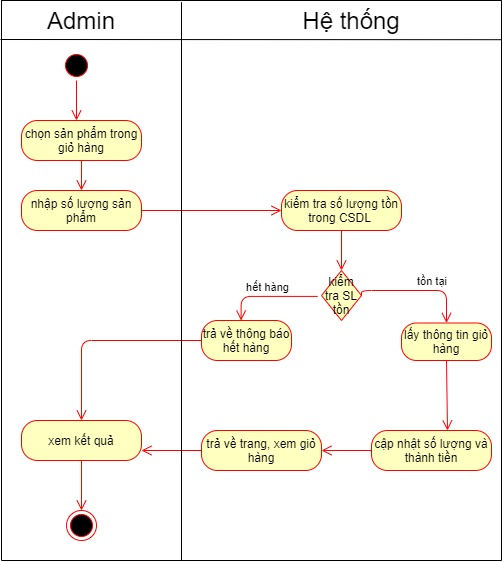 Admin
Hệ thống
chọn sản phẩm trong
giỏ hàng
nhập số lượng sản
phẩm
kiểm tra số lượng tồn
trong CSDL
kiểm
tra SL
tồn
hết hàng
tồn tại
trả về thông báo
hết hàng
lấy thông tin giỏ
hàng
xem kết quả
trả về trang, xem giỏ
hàng
cập nhật số lượng và
thành tiền